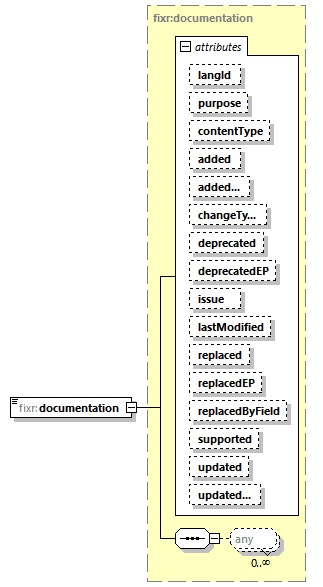 fixr:documentation
attributes
langId
purpose
contentType
added
added...
changeTy...
deprecated
deprecatedEP
issue
lastModified
replaced
replacedEP
replacedByField
supported
updated
updated...
fixr:documentation
any
0..∞